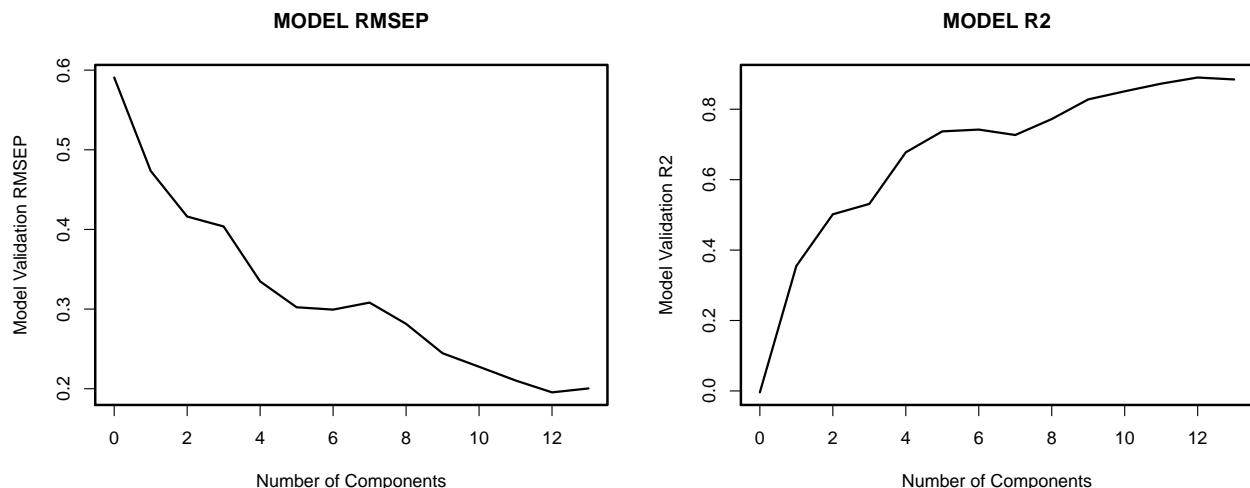 MODEL RMSEP
Model Validation RMSEP
0.6
0.5
0.4
0.3
0.2
0 2 4 6 8 10 12
Number of Components
MODEL R2
Model Validation R2
0.8
0.6
0.4
0.2
0.0
0 2 4 6 8 10 12
Number of Components